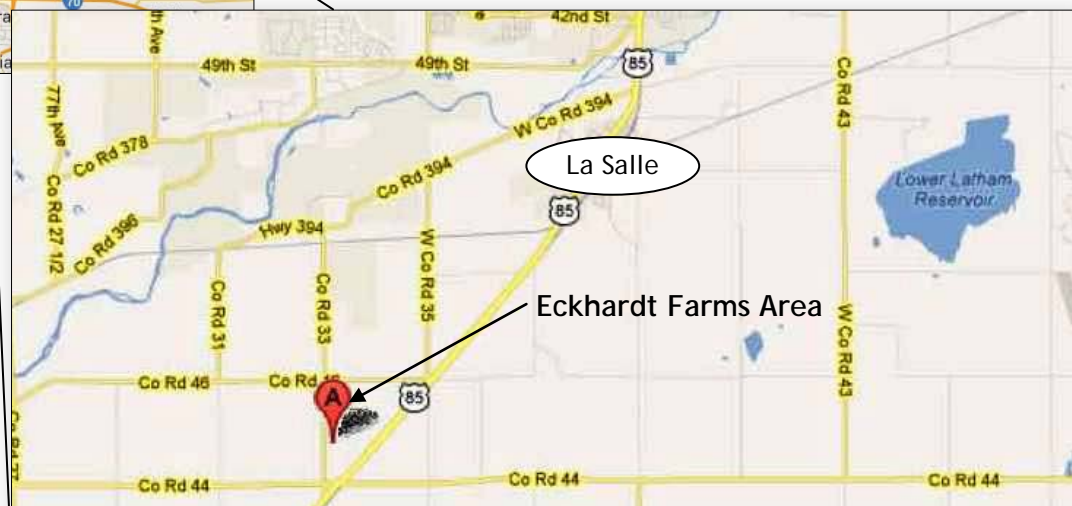 70
42nd St
49th St
49th St
85
77th Ave
Co Rd 43
W Co Rd 394
Co Rd 378
La Salle
Co Rd 394
Lower Latham
Reservoir
Co Rd 27 1/2
85
Co Rd 396
Hwy 394
W Co Rd 35
Co Rd 31
Co Rd 33
Eckhardt Farms Area
W Co Rd 43
Co Rd 46
Co Rd
A
85
Co Rd 44
Co Rd 44
Co Rd 44